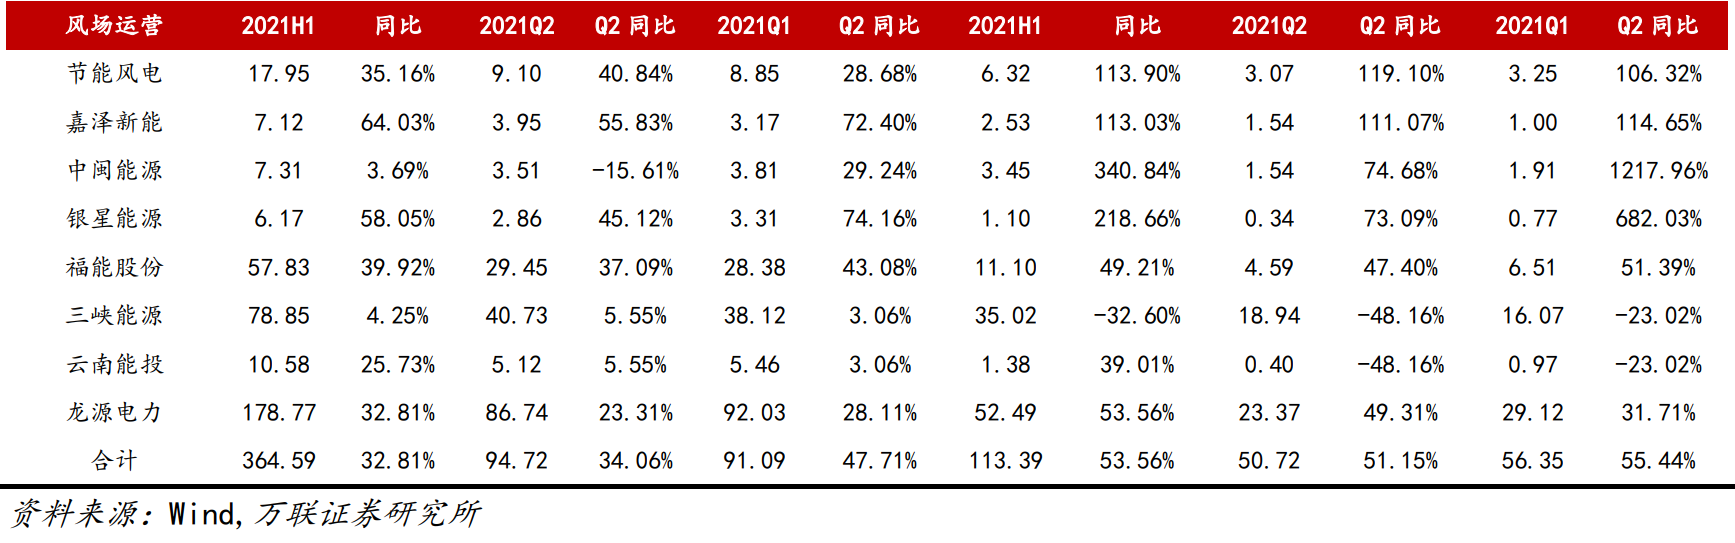 风场运营 2021H1 同比 2021Q2 Q2 同比 2021Q1 Q2 同比 2021H1 同比 2021Q2 Q2 同比 2021Q1 Q2 同比
节能风电 17.95 35.16% 9.10 40.84% 8.85 28.68% 6.32 113.90% 3.07 119.10% 3.25 106.32%
嘉泽新能 7.12 64.03% 3.95 55.83% 3.17 72.40% 2.53 113.03% 1.54 111.07% 1.00 114.65%
中闽能源 7.31 3.69% 3.51 -15.61% 3.81 29.24% 3.45 340.84% 1.54 74.68% 1.91 1217.96%
银星能源 6.17 58.05% 2.86 45.12% 3.31 74.16% 1.10 218.66% 0.34 73.09% 0.77 682.03%
福能股份 57.83 39.92% 29.45 37.09% 28.38 43.08% 11.10 49.21% 4.59 47.40% 6.51 51.39%
三峡能源 78.85 4.25% 40.73 5.55% 38.12 3.06% 35.02 -32.60% 18.94 -48.16% 16.07 -23.02%
云南能投 10.58 25.73% 5.12 5.55% 5.46 3.06% 1.38 39.01% 0.40 -48.16% 0.97 -23.02%
龙源电力 178.77 32.81% 86.74 23.31% 92.03 28.11% 52.49 53.56% 23.37 49.31% 29.12 31.71%
合计 364.59 32.81% 94.72 34.06% 91.09 47.71% 113.39 53.56% 50.72 51.15% 56.35 55.44%
资料来源：Wind,万联证券研究所